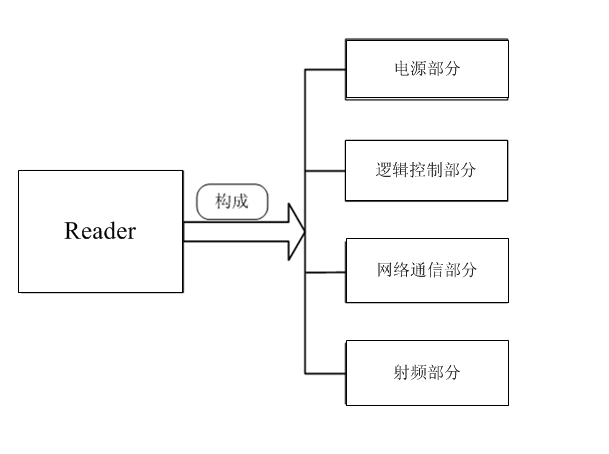 Reader
构成
电源部分
逻辑控制部分
网络通信部分
射频部分